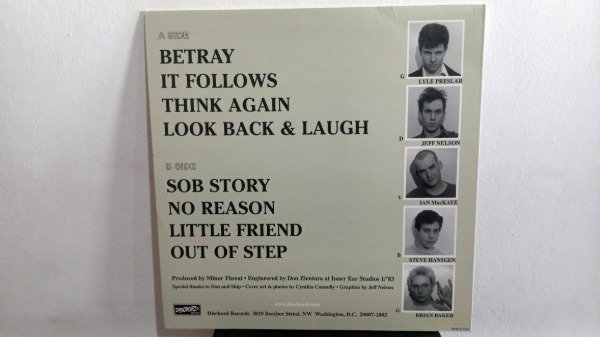 A SIDE
BETRAY
IT FOLLOWS
THINK AGAIN
LOOK BACK & LAUGH
B SIDE
SOB STORY
NO REASON
LITTLE FRIEND
OUT OF STEP
G
LYLE PRESLAR
D
JEFF NELSON
V
IAN MacKAYE
B
STEVE HANSGEN
G
BRIAN BAKER
Produced by Minor Threat • Engineered by Don Zientara at Inner Ear Studios 1/'83
Special thanks to Don and Skip • Cover art & photos by Cynthia Connolly • Graphics by Jeff Nelson
www.dischord.com
DISCHORD
Dischord Records 3819 Beecher Street, NW Washington, D.C. 20007-1802